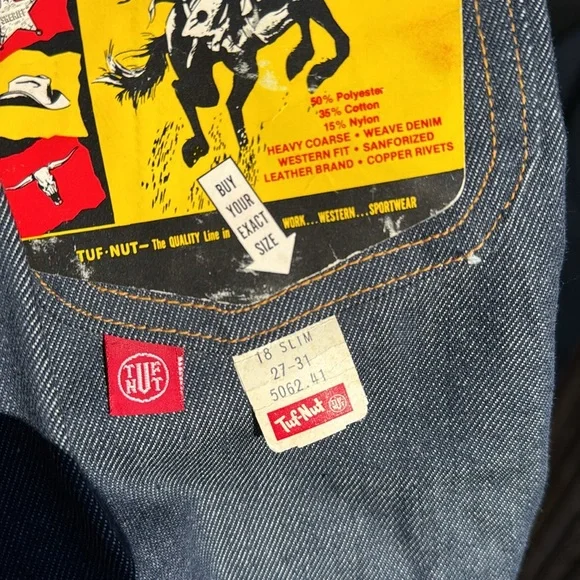 SHERIFF
50% Polyester
35% Cotton
15% Nylon
HEAVY COARSE • WEAVE DENIM
WESTERN FIT • SANFORIZED
LEATHER BRAND • COPPER RIVETS
BUY
YOUR
EXACT
SIZE
TUF-NUT— The QUALITY Line in WORK...WESTERN...SPORTWEAR
TUF
NUT
18 SLIM
27-31
5062.41
Tuf-Nut